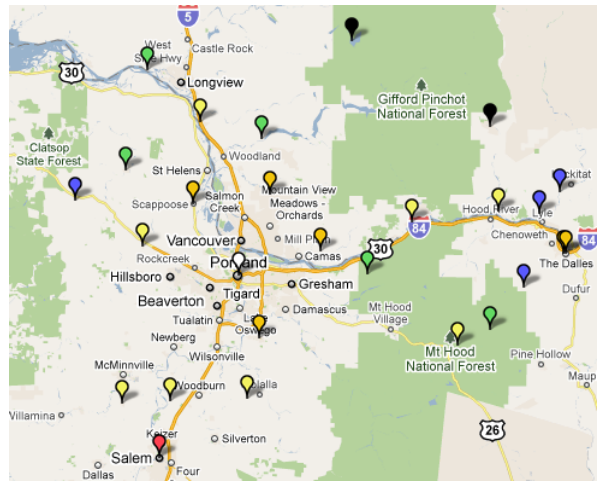 5
West
Side Hwy
Castle Rock
30
Longview
Gifford Pinchot
National Forest
Clatsop
State Forest
Woodland
St Helens
Mountain View
Meadows -
Orchards
Scappoose
Salmon
Creek
Hood River
Lyle
84
Vancouver
Mill Plain
30
Chenoweth
84
Camas
Rockcreek
Portland
The Dalles
Hillsboro
Tigard
Gresham
Dufur
Beaverton
Lake
Oswego
Damascus
Mt Hood
Village
Tualatin
Newberg
Wilsonville
Mt Hood
National Forest
Pine Hollow
McMinnville
Woodburn
Willamina
26
Keizer
Silverton
Salem
Dallas
Four